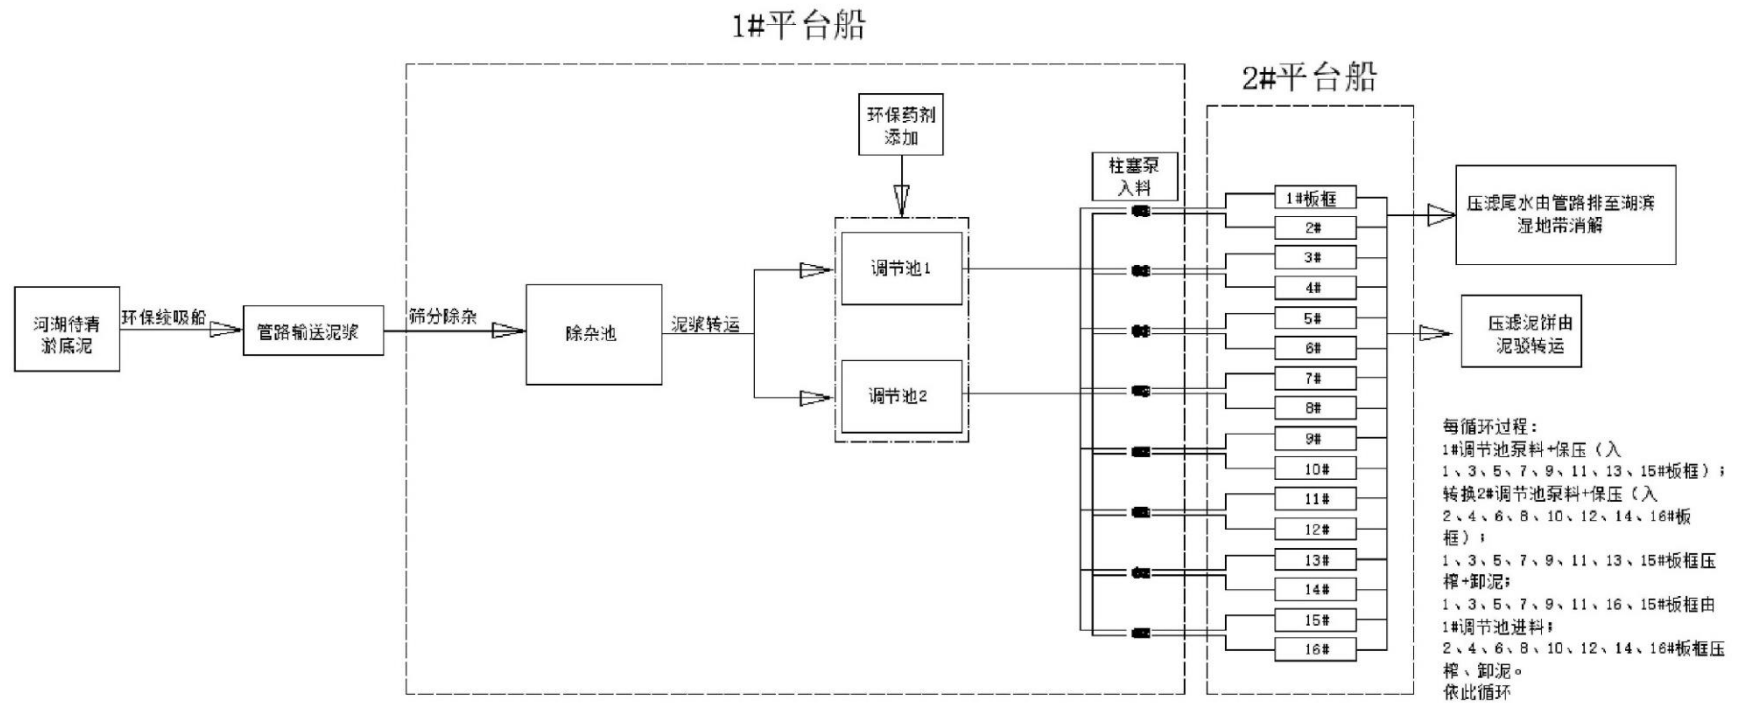 1#平台船
2#平台船
环保药剂
添加
柱塞泵
入料
河湖待清
淤底泥
环保绞吸船
管路输送泥浆
筛分除杂
除杂池
泥浆转运
调节池1
调节池2
1#板框
2#
3#
4#
5#
6#
7#
8#
9#
10#
11#
12#
13#
14#
15#
16#
压滤尾水由管路排至湖滨
湿地带消解
压滤泥饼由
泥驳转运
每循环过程：
1#调节池泵料+保压（入
1、3、5、7、9、11、13、15#板框）；
转换2#调节池泵料+保压（入
2、4、6、8、10、12、14、16#板
框）；
1、3、5、7、9、11、13、15#板框压
榨+卸泥；
1、3、5、7、9、11、16、15#板框由
1#调节池进料；
2、4、6、8、10、12、14、16#板框压
榨、卸泥。
依此循环